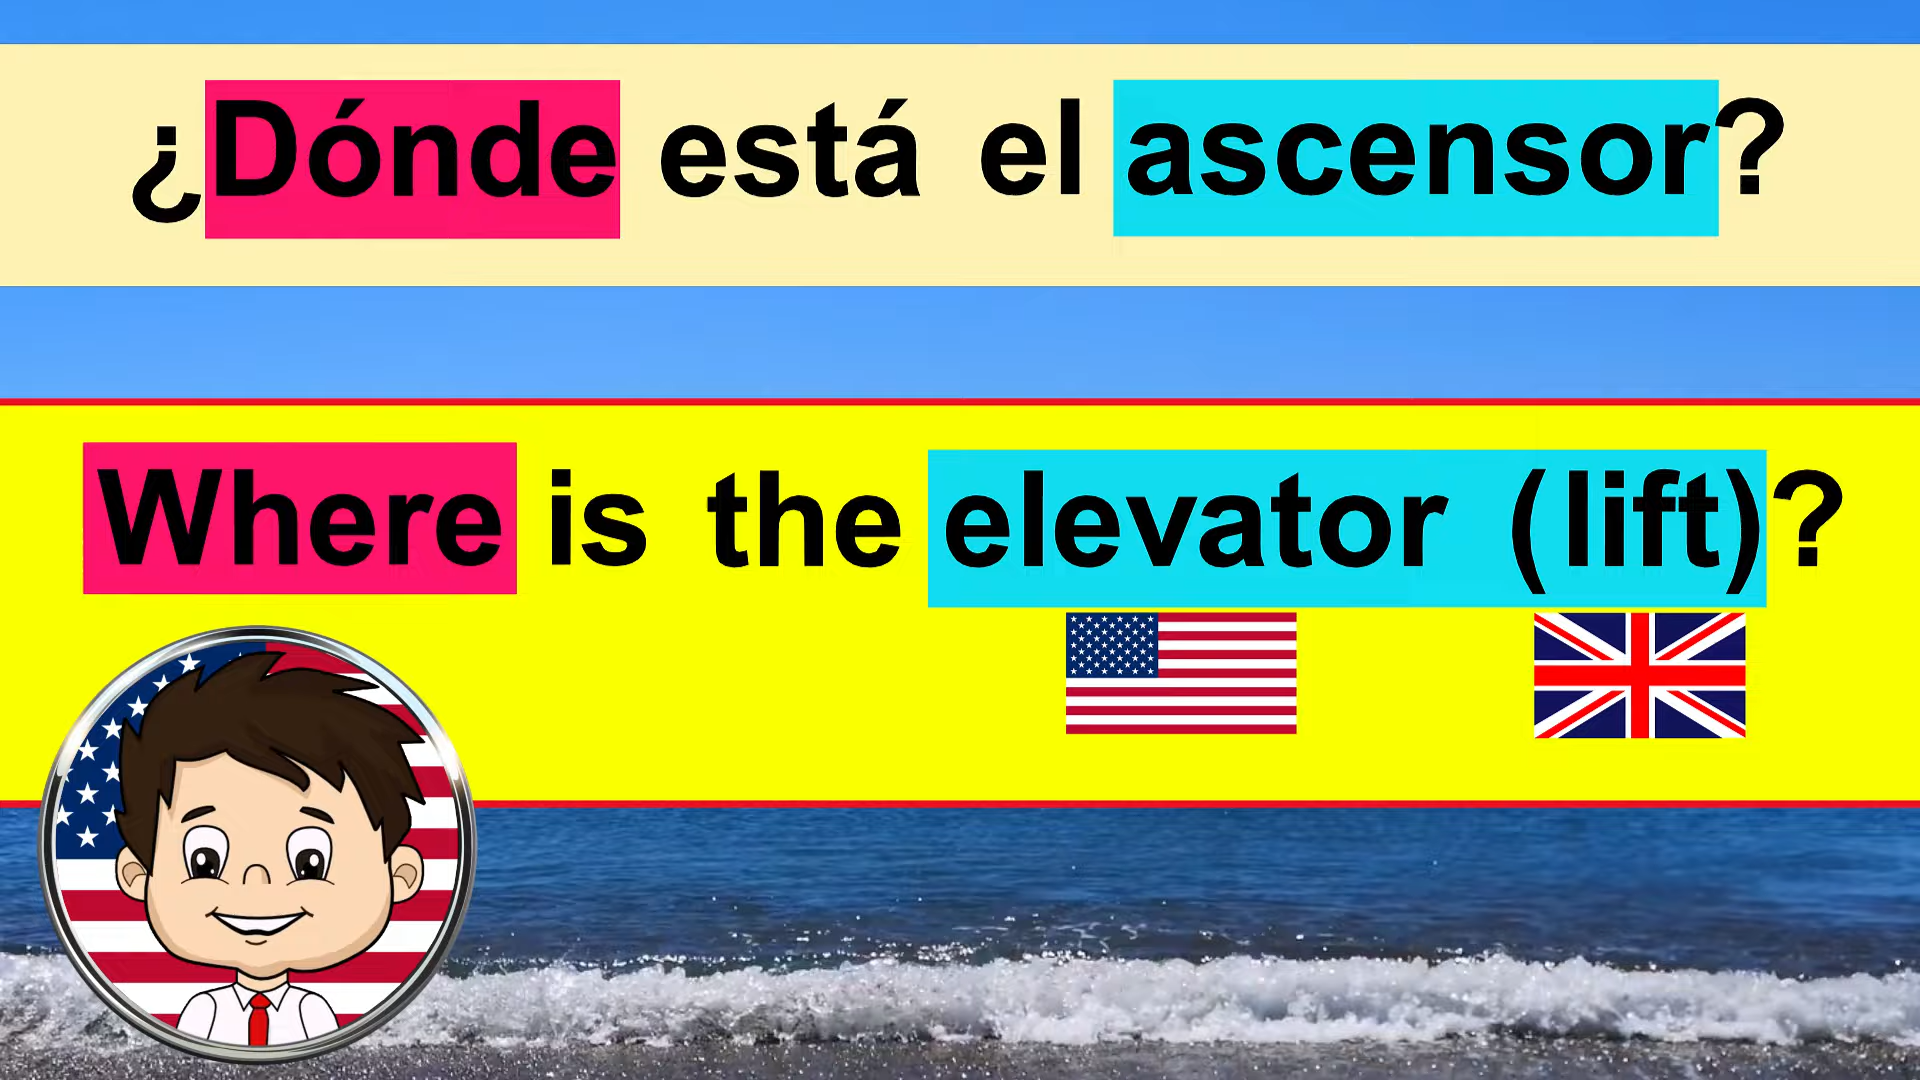 ¿Dónde está el ascensor?
Where is the elevator (lift)?